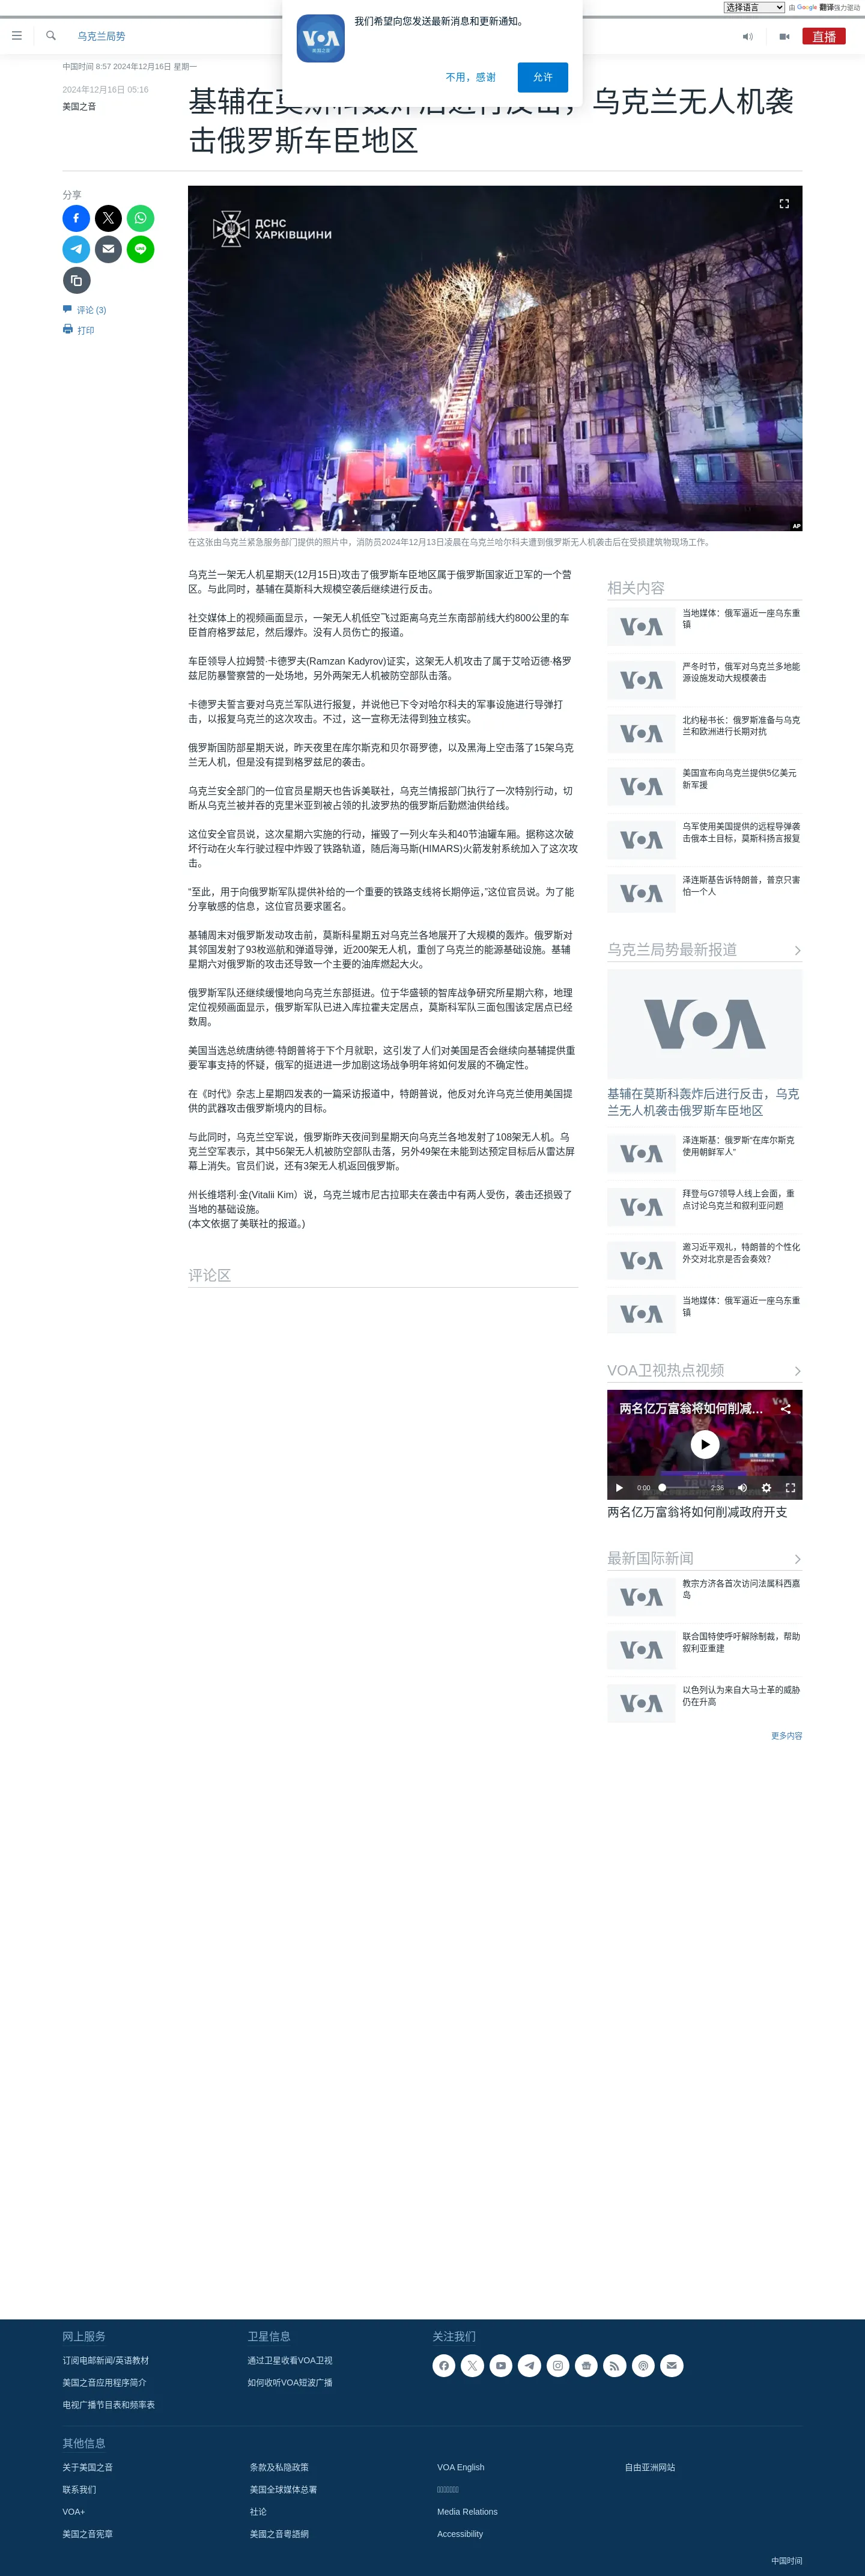 选择语言 由 Google 翻译强力驱动
我们希望向您发送最新消息和更新通知。
不用，感谢
允许
乌克兰局势
直播
中国时间 8:57 2024年12月16日 星期一
2024年12月16日 05:16
美国之音
基辅在莫斯科轰炸后进行反击，乌克兰无人机袭
击俄罗斯车臣地区
分享
评论 (3)
打印
ДСНС
ХАРКІВЩИНИ
AP
在这张由乌克兰紧急服务部门提供的照片中，消防员2024年12月13日凌晨在乌克兰哈尔科夫遭到俄罗斯无人机袭击后在受损建筑物现场工作。
乌克兰一架无人机星期天(12月15日)攻击了俄罗斯车臣地区属于俄罗斯国家近卫军的一个营
区。与此同时，基辅在莫斯科大规模空袭后继续进行反击。
社交媒体上的视频画面显示，一架无人机低空飞过距离乌克兰东南部前线大约800公里的车
臣首府格罗兹尼，然后爆炸。没有人员伤亡的报道。
车臣领导人拉姆赞·卡德罗夫(Ramzan Kadyrov)证实，这架无人机攻击了属于艾哈迈德·格罗
兹尼防暴警察营的一处场地，另外两架无人机被防空部队击落。
卡德罗夫誓言要对乌克兰军队进行报复，并说他已下令对哈尔科夫的军事设施进行导弹打
击，以报复乌克兰的这次攻击。不过，这一宣称无法得到独立核实。
俄罗斯国防部星期天说，昨天夜里在库尔斯克和贝尔哥罗德，以及黑海上空击落了15架乌克
兰无人机，但是没有提到格罗兹尼的袭击。
乌克兰安全部门的一位官员星期天也告诉美联社，乌克兰情报部门执行了一次特别行动，切
断从乌克兰被并吞的克里米亚到被占领的扎波罗热的俄罗斯后勤燃油供给线。
这位安全官员说，这次星期六实施的行动，摧毁了一列火车头和40节油罐车厢。据称这次破
坏行动在火车行驶过程中炸毁了铁路轨道，随后海马斯(HIMARS)火箭发射系统加入了这次攻
击。
“至此，用于向俄罗斯军队提供补给的一个重要的铁路支线将长期停运，”这位官员说。为了能
分享敏感的信息，这位官员要求匿名。
基辅周末对俄罗斯发动攻击前，莫斯科星期五对乌克兰各地展开了大规模的轰炸。俄罗斯对
其邻国发射了93枚巡航和弹道导弹，近200架无人机，重创了乌克兰的能源基础设施。基辅
星期六对俄罗斯的攻击还导致一个主要的油库燃起大火。
俄罗斯军队还继续缓慢地向乌克兰东部挺进。位于华盛顿的智库战争研究所星期六称，地理
定位视频画面显示，俄罗斯军队已进入库拉霍夫定居点，莫斯科军队三面包围该定居点已经
数周。
美国当选总统唐纳德·特朗普将于下个月就职，这引发了人们对美国是否会继续向基辅提供重
要军事支持的怀疑，俄军的挺进进一步加剧这场战争明年将如何发展的不确定性。
在《时代》杂志上星期四发表的一篇采访报道中，特朗普说，他反对允许乌克兰使用美国提
供的武器攻击俄罗斯境内的目标。
与此同时，乌克兰空军说，俄罗斯昨天夜间到星期天向乌克兰各地发射了108架无人机。乌
克兰空军表示，其中56架无人机被防空部队击落，另外49架在未能到达预定目标后从雷达屏
幕上消失。官员们说，还有3架无人机返回俄罗斯。
州长维塔利·金(Vitalii Kim）说，乌克兰城市尼古拉耶夫在袭击中有两人受伤，袭击还损毁了
当地的基础设施。
(本文依据了美联社的报道。)
评论区
相关内容
当地媒体：俄军逼近一座乌东重
镇
严冬时节，俄军对乌克兰多地能
源设施发动大规模袭击
北约秘书长：俄罗斯准备与乌克
兰和欧洲进行长期对抗
美国宣布向乌克兰提供5亿美元
新军援
乌军使用美国提供的远程导弹袭
击俄本土目标，莫斯科扬言报复
泽连斯基告诉特朗普，普京只害
怕一个人
乌克兰局势最新报道
基辅在莫斯科轰炸后进行反击，乌克
兰无人机袭击俄罗斯车臣地区
泽连斯基：俄罗斯“在库尔斯克
使用朝鲜军人”
拜登与G7领导人线上会面，重
点讨论乌克兰和叙利亚问题
邀习近平观礼，特朗普的个性化
外交对北京是否会奏效？
当地媒体：俄军逼近一座乌东重
镇
VOA卫视热点视频
两名亿万富翁将如何削减...
0:00 2:36
两名亿万富翁将如何削减政府开支
最新国际新闻
教宗方济各首次访问法属科西嘉
岛
联合国特使呼吁解除制裁，帮助
叙利亚重建
以色列认为来自大马士革的威胁
仍在升高
更多内容
网上服务
订阅电邮新闻/英语教材
美国之音应用程序简介
电视广播节目表和频率表
卫星信息
通过卫星收看VOA卫视
如何收听VOA短波广播
关注我们
其他信息
关于美国之音
联系我们
VOA+
美国之音宪章
条款及私隐政策
美国全球媒体总署
社论
美國之音粵語網
VOA English
Media Relations
Accessibility
自由亚洲网站
中国时间